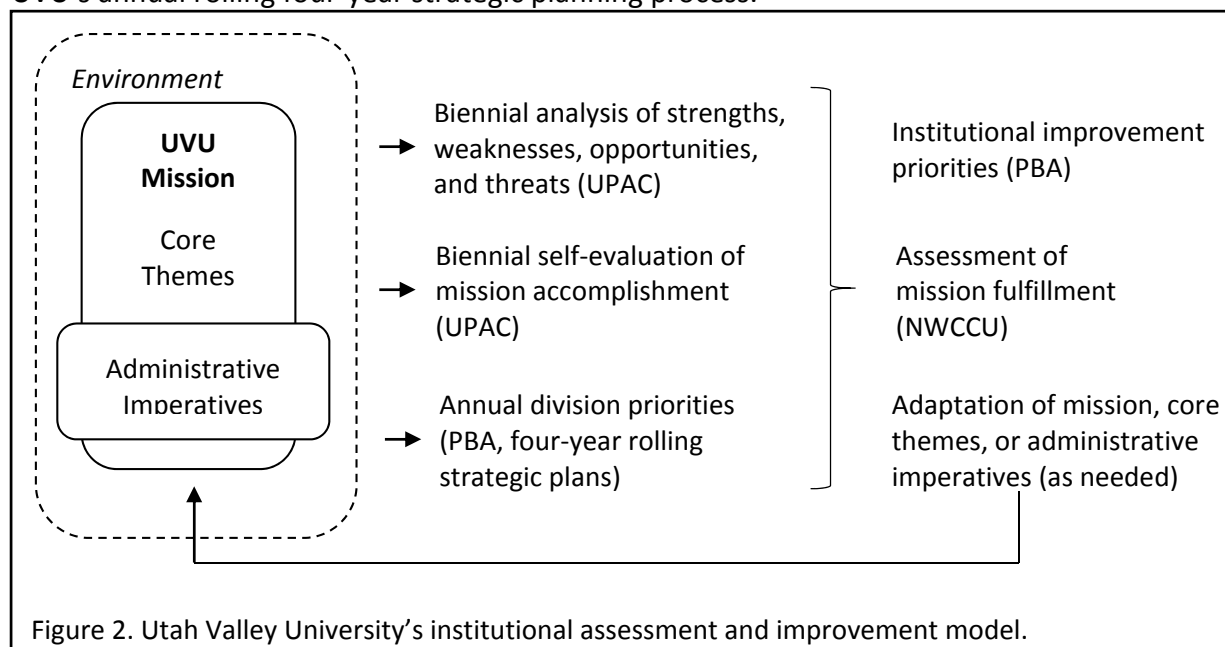 UVU's annual rolling four-year strategic planning process.
Environment
UVU
Mission
Core
Themes
Administrative
Imperatives
Biennial analysis of strengths,
weaknesses, opportunities,
and threats (UPAC)
Biennial self-evaluation of
mission accomplishment
(UPAC)
Annual division priorities
(PBA, four-year rolling
strategic plans)
Institutional improvement
priorities (PBA)
Assessment of
mission fulfillment
(NWCCU)
Adaptation of mission, core
themes, or administrative
imperatives (as needed)
Figure 2. Utah Valley University's institutional assessment and improvement model.